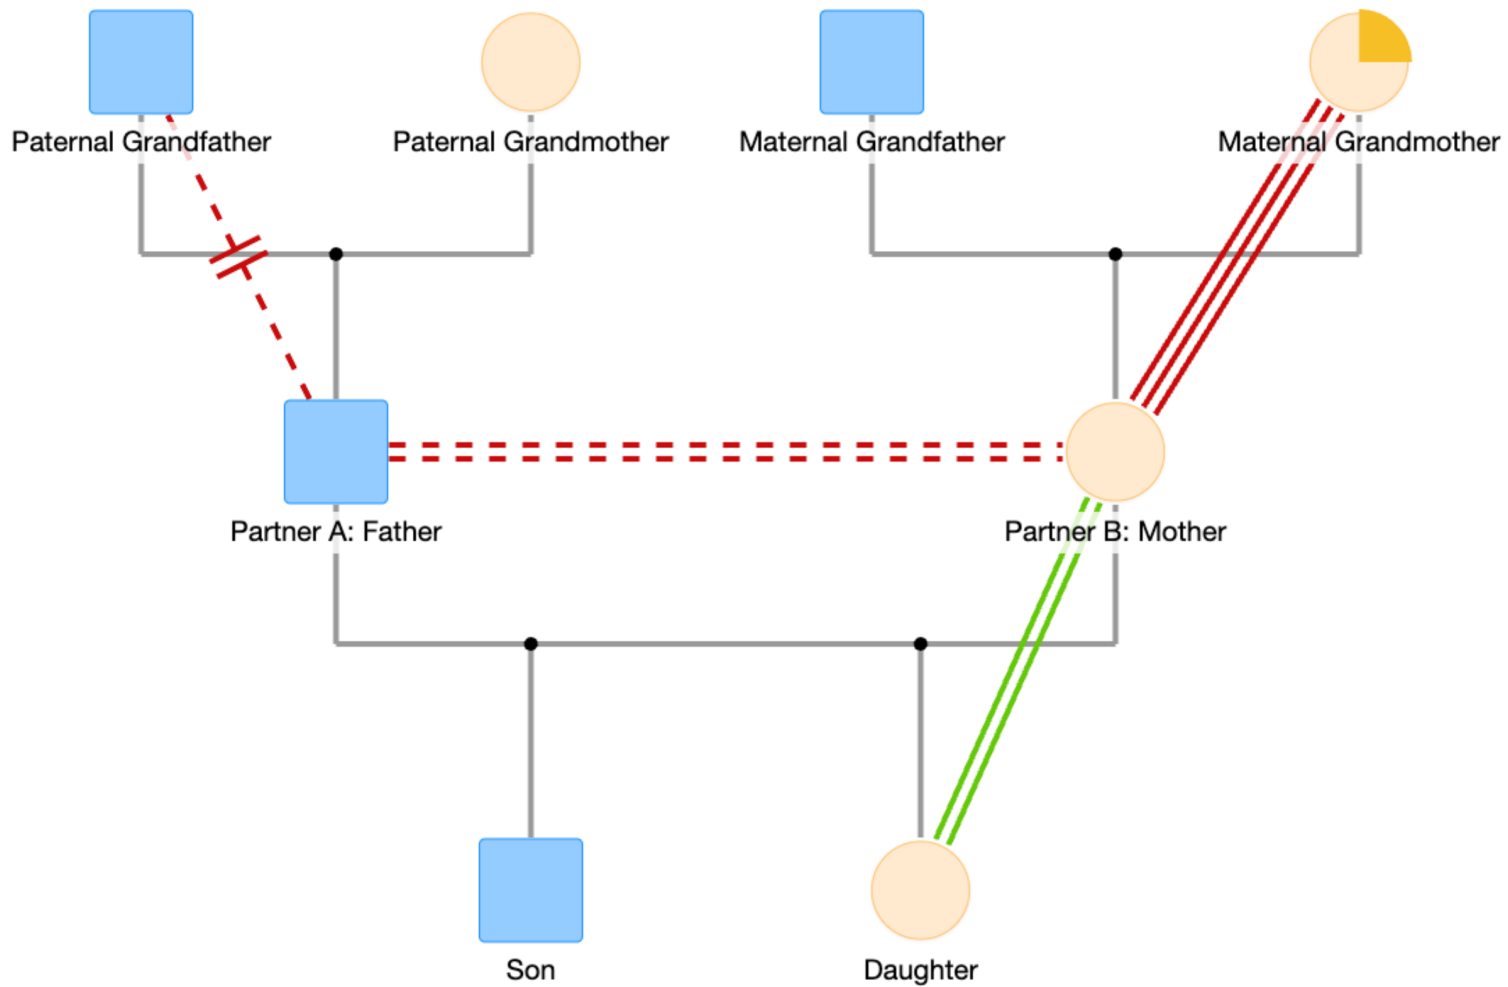 Paternal Grandfather
Paternal Grandmother
Maternal Grandfather
Maternal Grandmother
Partner A: Father
Partner B: Mother
Son
Daughter